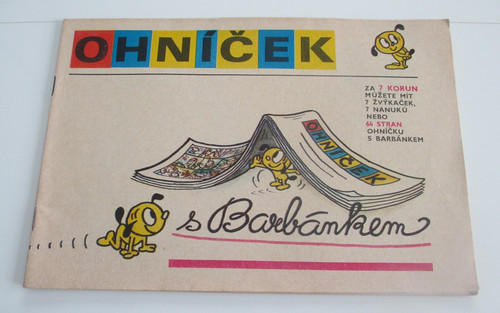 OHNÍČEK
ZA 7 KORUN
MŮŽETE MÍT
7 ŽVÝKAČEK,
7 NANUKŮ
NEBO
64 STRAN
OHNÍČKU
S BARBÁNKEM
OHNÍČEK
s Barbánkem